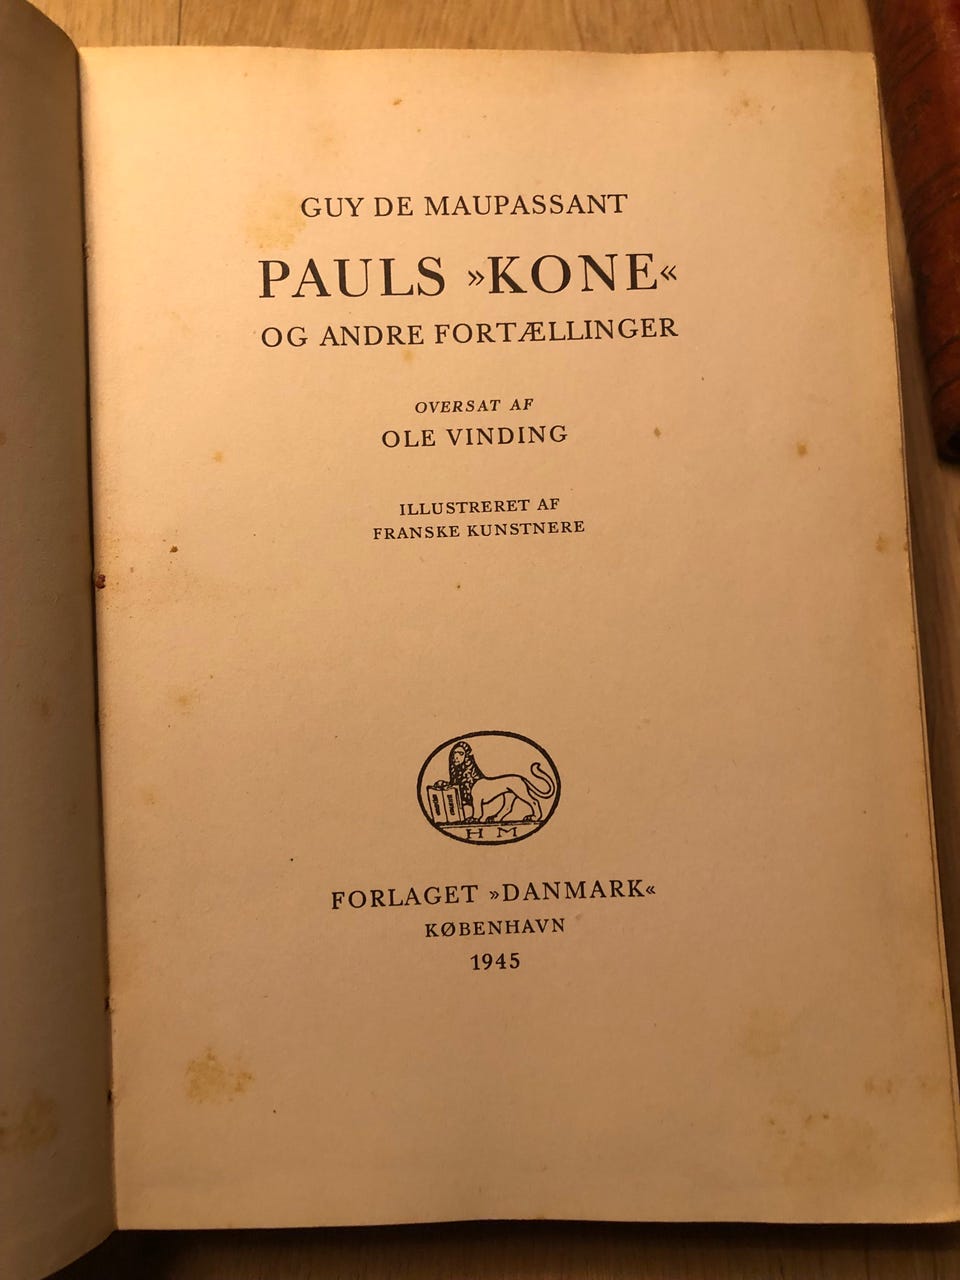 GUY DE MAUPASSANT
PAULS »KONE«
OG ANDRE FORTÆLLINGER
OVERSAT AF
OLE VINDING
ILLUSTRERET AF
FRANSKE KUNSTNERE
H M
FORLAGET »DANMARK«
KØBENHAVN
1945